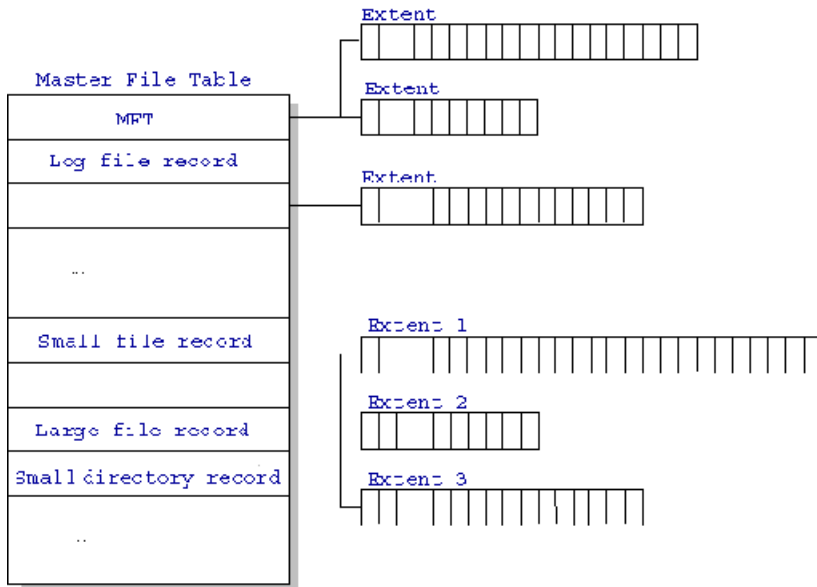 Extent
Master File Table
Extent
MFT
Log file record
Extent
...
Small file record
Extent 1
Extent 2
Large file record
Small directory record
Extent 3
..